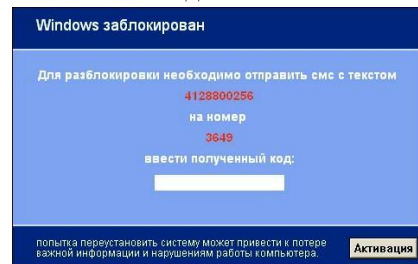 Windows заблокирован
Для разблокировки необходимо отправить смс с текстом
4128800256
на номер
3649
ввести полученный код:
попытка переустановить систему может привести к потере
важной информации и нарушениям работы компьютера.
Активация